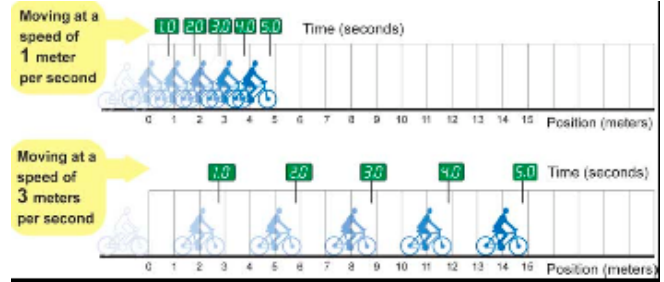 Moving at a
speed of
1 meter
per second
1.0 2.0 3.0 4.0 5.0 Time (seconds)
0 1 2 3 4 5 6 7 8 9 10 11 12 13 14 15 Position (meters)
Moving at a
speed of
3 meters
per second
1.0 2.0 3.0 4.0 5.0 Time (seconds)
0 1 2 3 4 5 6 7 8 9 10 11 12 13 14 15 Position (meters)